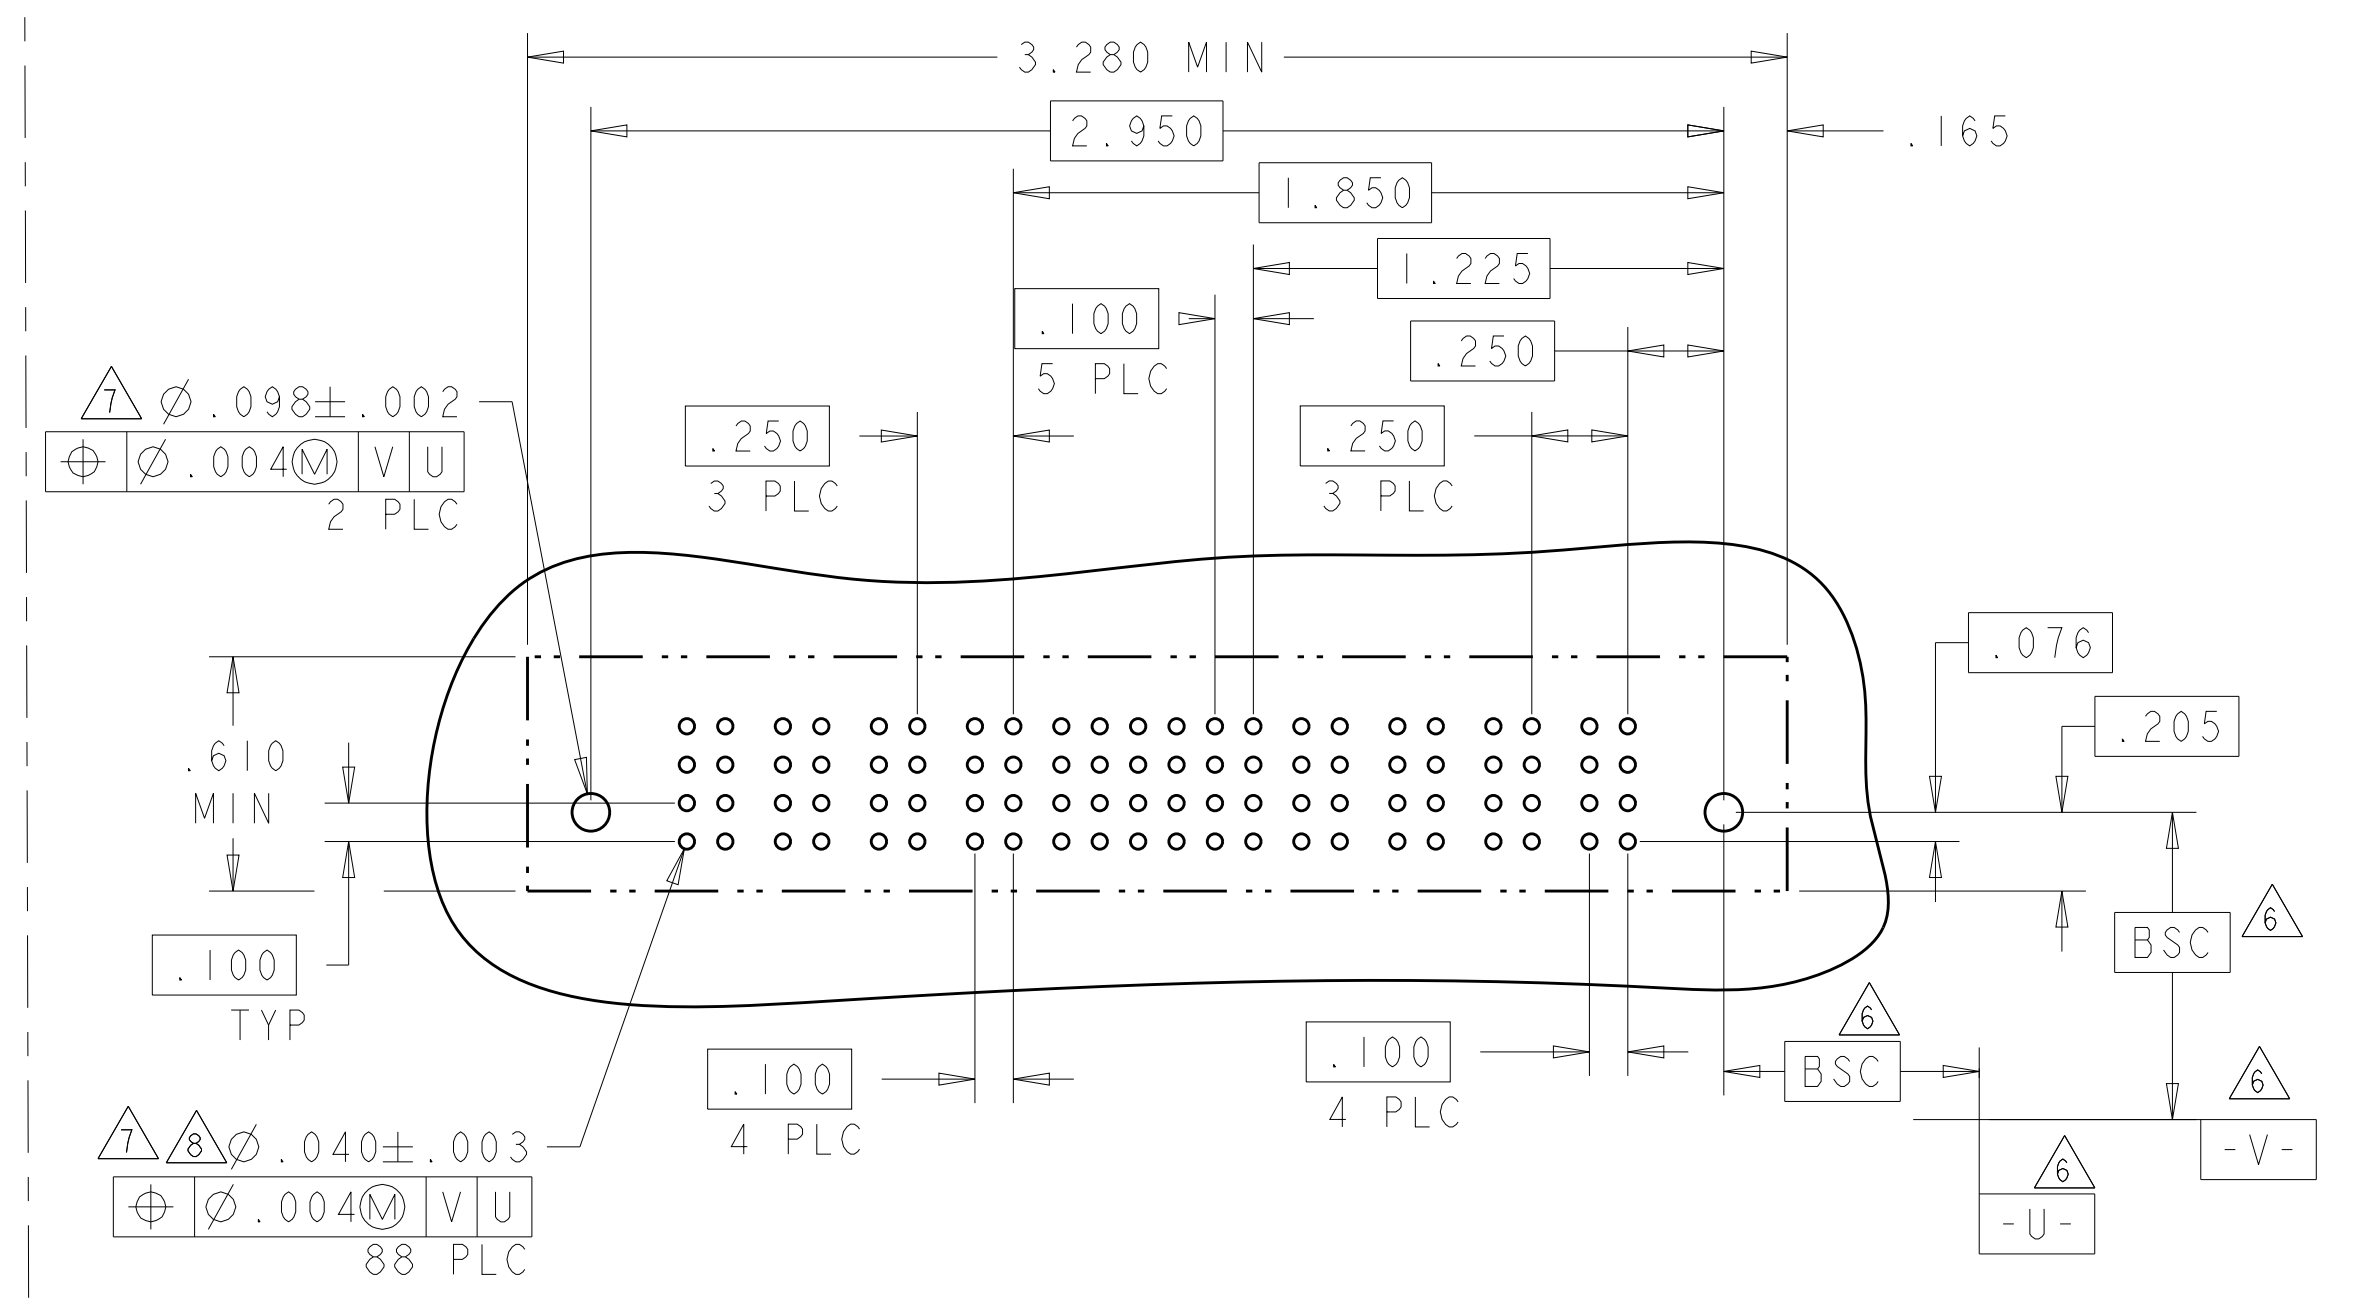 3.280 MIN
2.950
.165
1.850
1.225
.100
5 PLC
.250
7 Ø.098±.002
⌖ Ø.004Ⓜ V U
2 PLC
.250
3 PLC
.250
3 PLC
.076
.205
.610
MIN
.100
TYP
BSC 6
6
BSC
.100
4 PLC
.100
4 PLC
6
-V-
6
-U-
7 8 Ø.040±.003
⌖ Ø.004Ⓜ V U
88 PLC